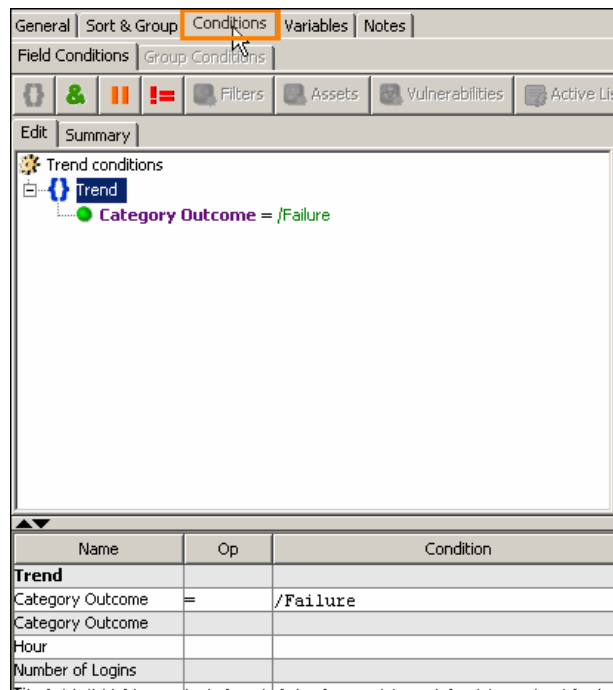 General Sort & Group Conditions Variables Notes
Field Conditions Group Conditions
{} & || != Filters Assets Vulnerabilities Active Li
Edit Summary
Trend conditions
{} Trend
Category Outcome = /Failure
Name Op Condition
Trend
Category Outcome = /Failure
Category Outcome
Hour
Number of Logins